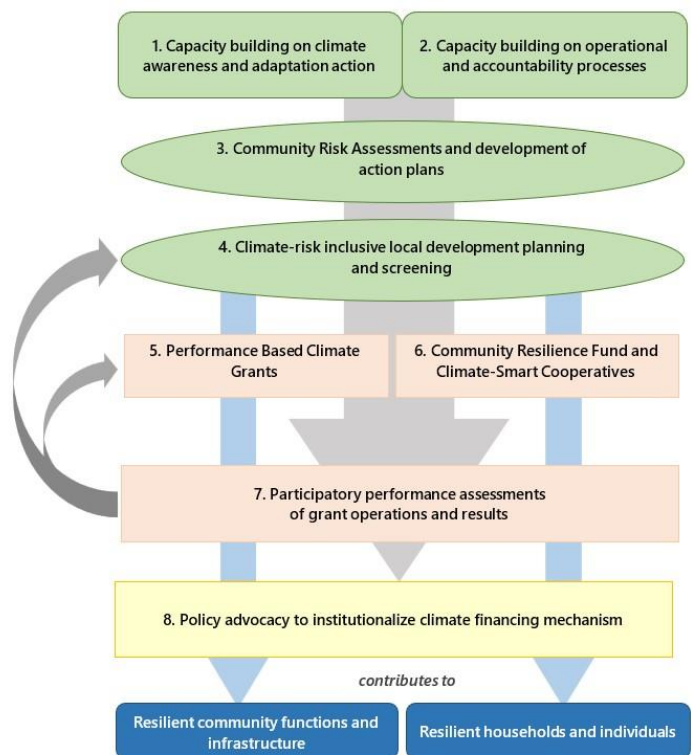 1. Capacity building on climate
awareness and adaptation action
2. Capacity building on operational
and accountability processes
3. Community Risk Assessments and development of
action plans
4. Climate-risk inclusive local development planning
and screening
5. Performance Based Climate
Grants
6. Community Resilience Fund and
Climate-Smart Cooperatives
7. Participatory performance assessments
of grant operations and results
8. Policy advocacy to institutionalize climate financing mechanism
contributes to
Resilient community functions and
infrastructure
Resilient households and individuals